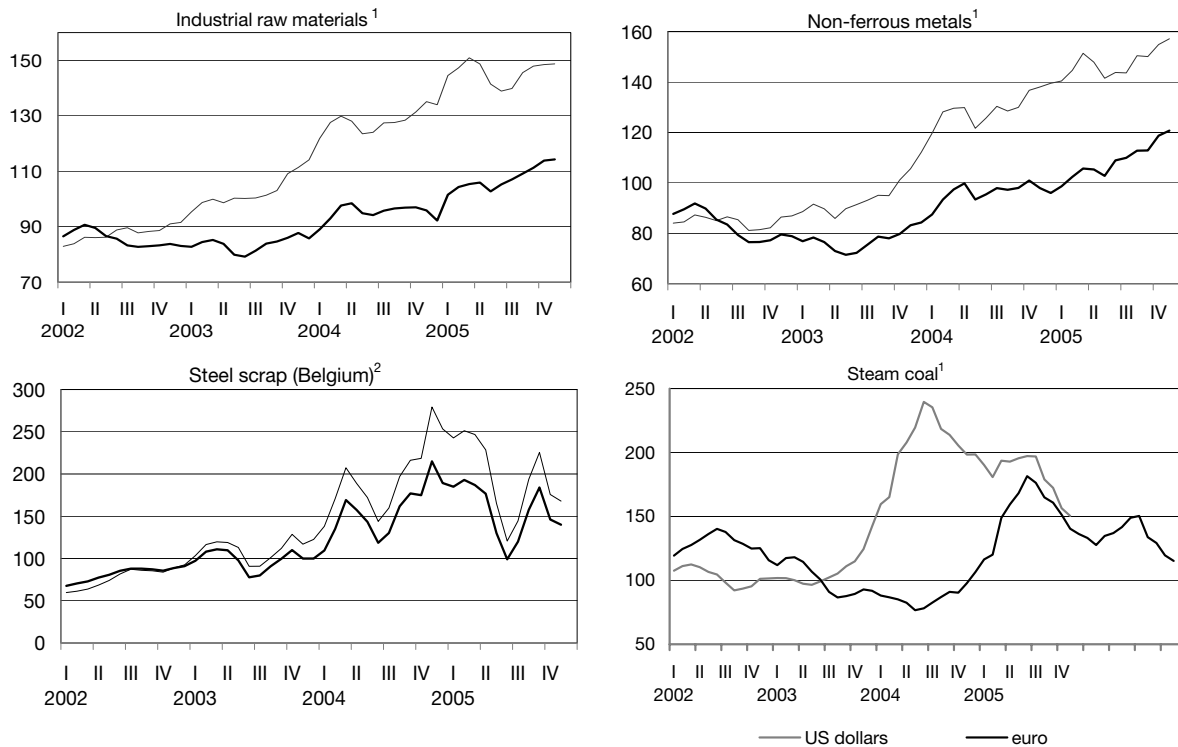 Industrial raw materials ¹
150
130
110
90
70
I II III IV I II III IV I II III IV I II III IV
2002 2003 2004 2005
Non-ferrous metals¹
160
140
120
100
80
60
I II III IV I II III IV I II III IV I II III IV
2002 2003 2004 2005
Steel scrap (Belgium)²
300
250
200
150
100
50
0
I II III IV I II III IV I II III IV I II III IV
2002 2003 2004 2005
Steam coal¹
250
200
150
100
50
I II III IV I II III IV I II III IV I II III IV
2002 2003 2004 2005
US dollars euro